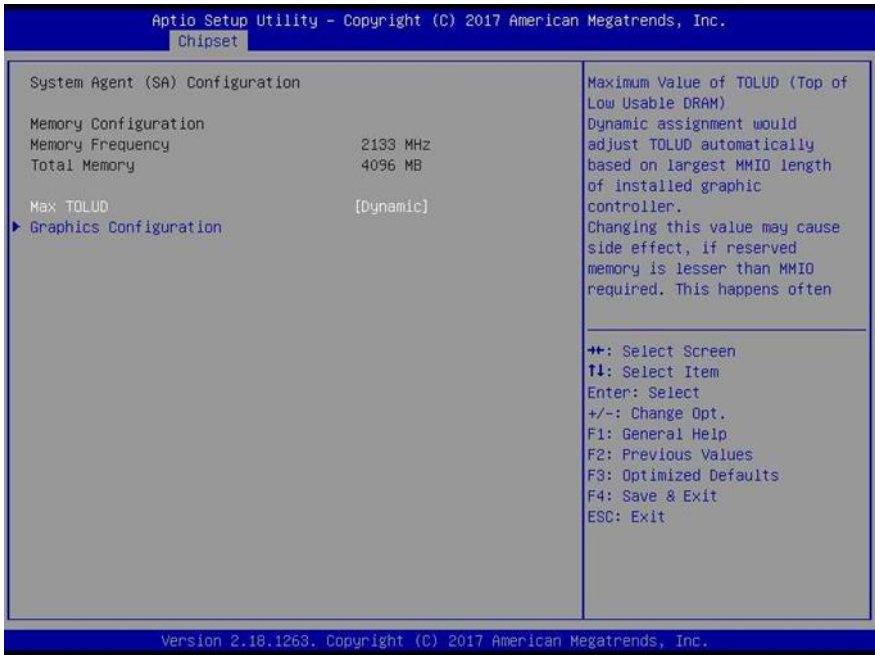 Aptio Setup Utility – Copyright (C) 2017 American Megatrends, Inc.
Chipset
System Agent (SA) Configuration
Memory Configuration
Memory Frequency 2133 MHz
Total Memory 4096 MB
Max TOLUD [Dynamic]
Graphics Configuration
Maximum Value of TOLUD (Top of
Low Usable DRAM)
Dynamic assignment would
adjust TOLUD automatically
based on largest MMIO length
of installed graphic
controller.
Changing this value may cause
side effect, if reserved
memory is lesser than MMIO
required. This happens often
→←: Select Screen
↑↓: Select Item
Enter: Select
+/-: Change Opt.
F1: General Help
F2: Previous Values
F3: Optimized Defaults
F4: Save & Exit
ESC: Exit
Version 2.18.1263. Copyright (C) 2017 American Megatrends, Inc.